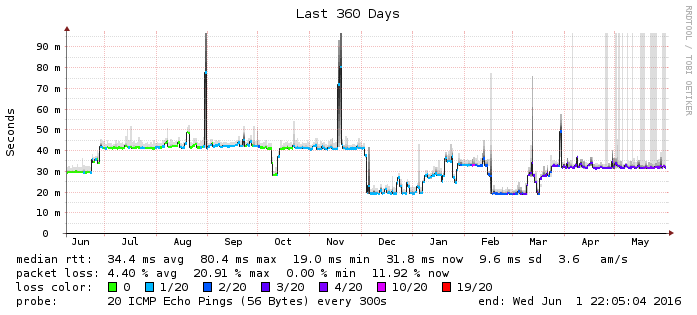 Last 360 Days
RRDTOOL / TOBI OETIKER
Seconds
90 m
80 m
70 m
60 m
50 m
40 m
30 m
20 m
10 m
0
Jun Jul Aug Sep Oct Nov Dec Jan Feb Mar Apr May
median rtt: 34.4 ms avg 80.4 ms max 19.0 ms min 31.8 ms now 9.6 ms sd 3.6 am/s
packet loss: 4.40 % avg 20.91 % max 0.00 % min 11.92 % now
loss color: 0 1/20 2/20 3/20 4/20 10/20 19/20
probe: 20 ICMP Echo Pings (56 Bytes) every 300s end: Wed Jun 1 22:05:04 2016